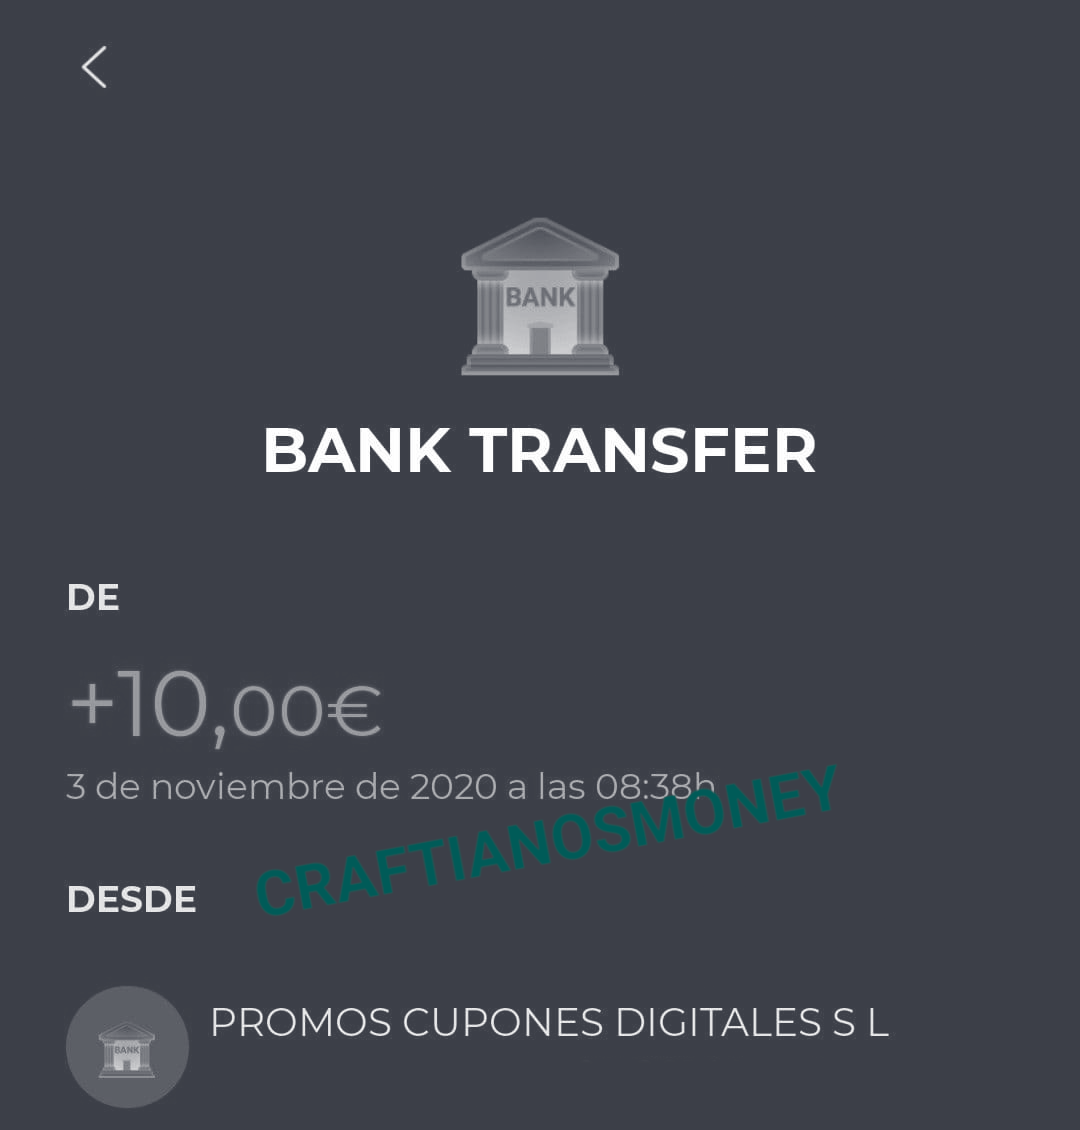 BANK
BANK TRANSFER
DE
+10,00€
3 de noviembre de 2020 a las 08:38h
CRAFTIANOSMONEY
DESDE
BANK
PROMOS CUPONES DIGITALES S L